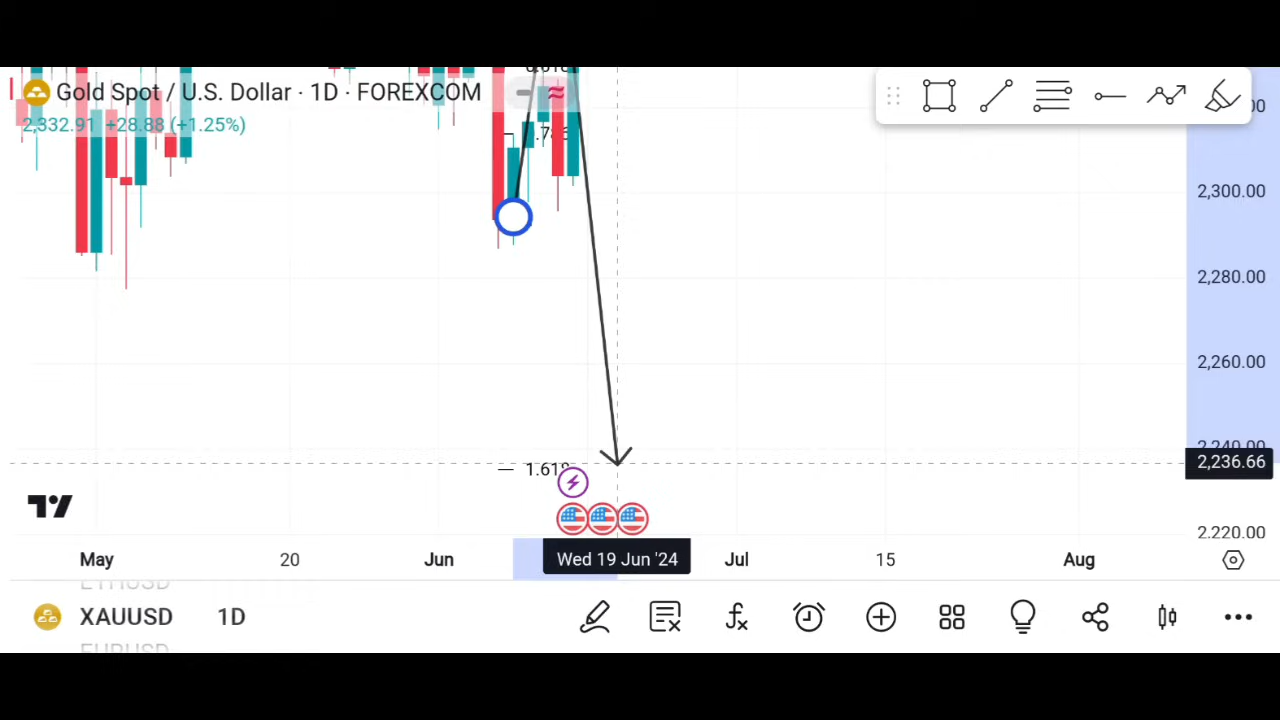 Gold Spot / U.S. Dollar · 1D · FOREXCOM
2,332.91 +28.88 (+1.25%)
2,300.00
2,280.00
2,260.00
2,240.00
1.618
2,236.66
2,220.00
May 20 Jun Wed 19 Jun '24 Jul 15 Aug
ETHUSD
XAUUSD 1D
EURUSD